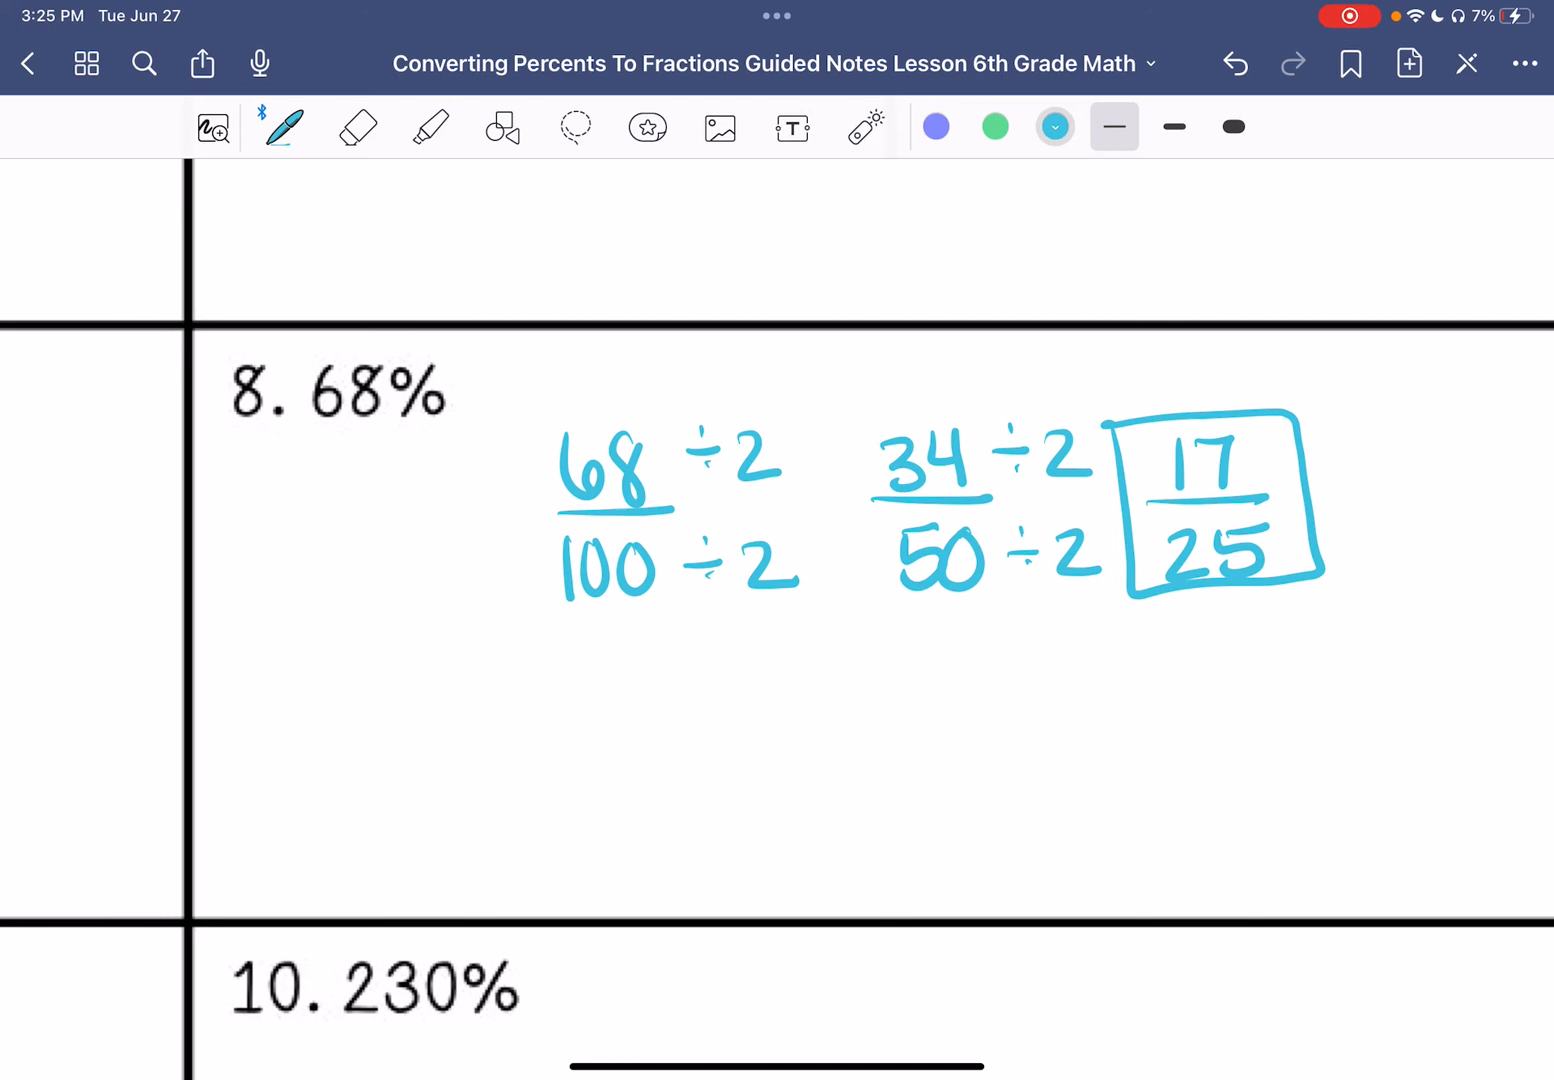 3:25 PM Tue Jun 27
7%
Converting Percents To Fractions Guided Notes Lesson 6th Grade Math
T
8. 68%
68 ÷ 2 34 ÷ 2 17
100 ÷ 2 50 ÷ 2 25
10. 230%